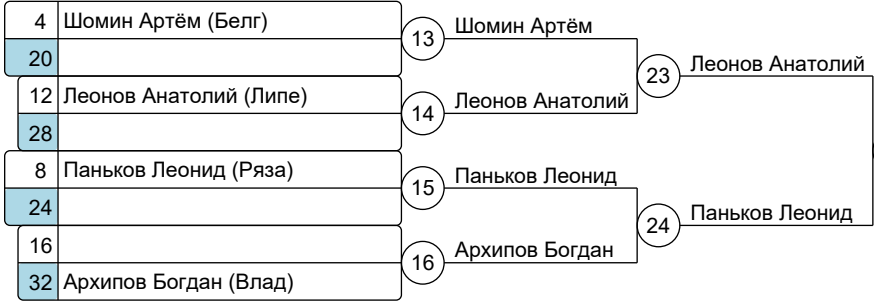 4 Шомин Артём (Белг)
20
13 Шомин Артём
12 Леонов Анатолий (Липе)
28
14 Леонов Анатолий
23 Леонов Анатолий
8 Паньков Леонид (Ряза)
24
15 Паньков Леонид
16
32 Архипов Богдан (Влад)
16 Архипов Богдан
24 Паньков Леонид